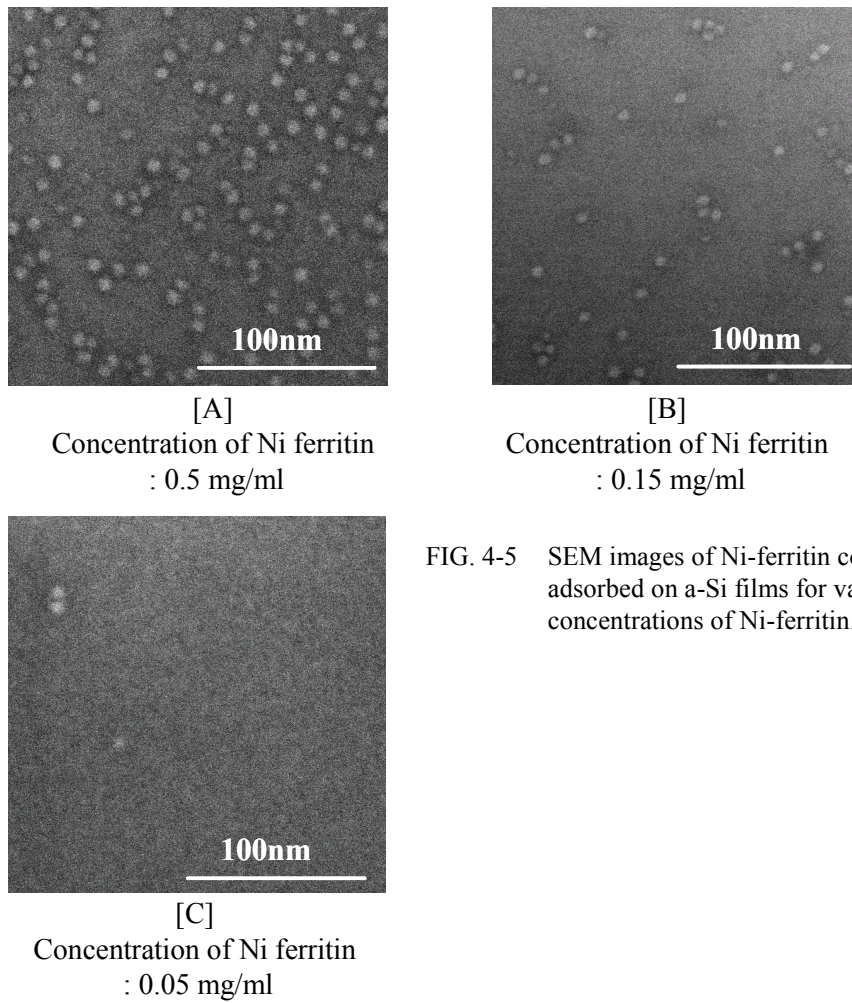 100nm
100nm
[A]
Concentration of Ni ferritin
: 0.5 mg/ml
[B]
Concentration of Ni ferritin
: 0.15 mg/ml
100nm
[C]
Concentration of Ni ferritin
: 0.05 mg/ml
FIG. 4-5 SEM images of Ni-ferritin
adsorbed on a-Si films for
concentrations of Ni-ferritin